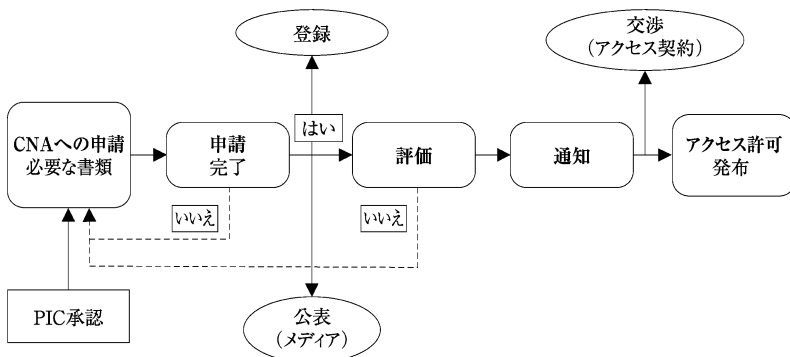 登録
交渉
(アクセス契約)
はい
CNAへの申請
必要な書類
申請
完了
評価
通知
アクセス許可
発布
いいえ
いいえ
PIC承認
公表
(メディア)